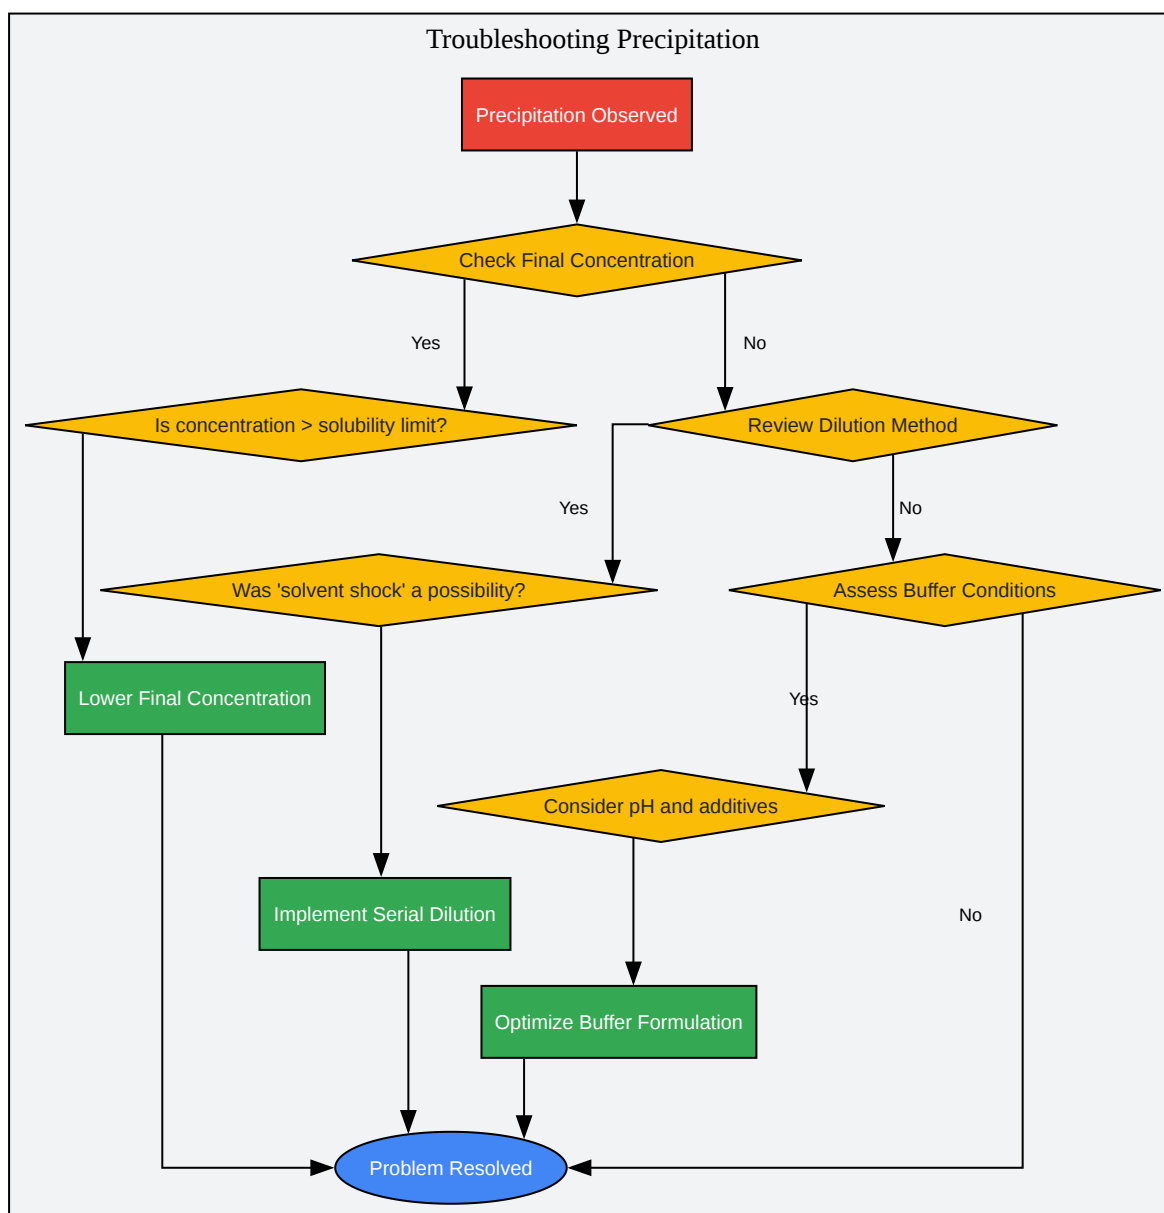 Troubleshooting Precipitation
Precipitation Observed
Check Final Concentration
Yes
No
Is concentration > solubility limit?
Review Dilution Method
Yes
No
Was 'solvent shock' a possibility?
Assess Buffer Conditions
Lower Final Concentration
Yes
Consider pH and additives
Implement Serial Dilution
No
Optimize Buffer Formulation
Problem Resolved